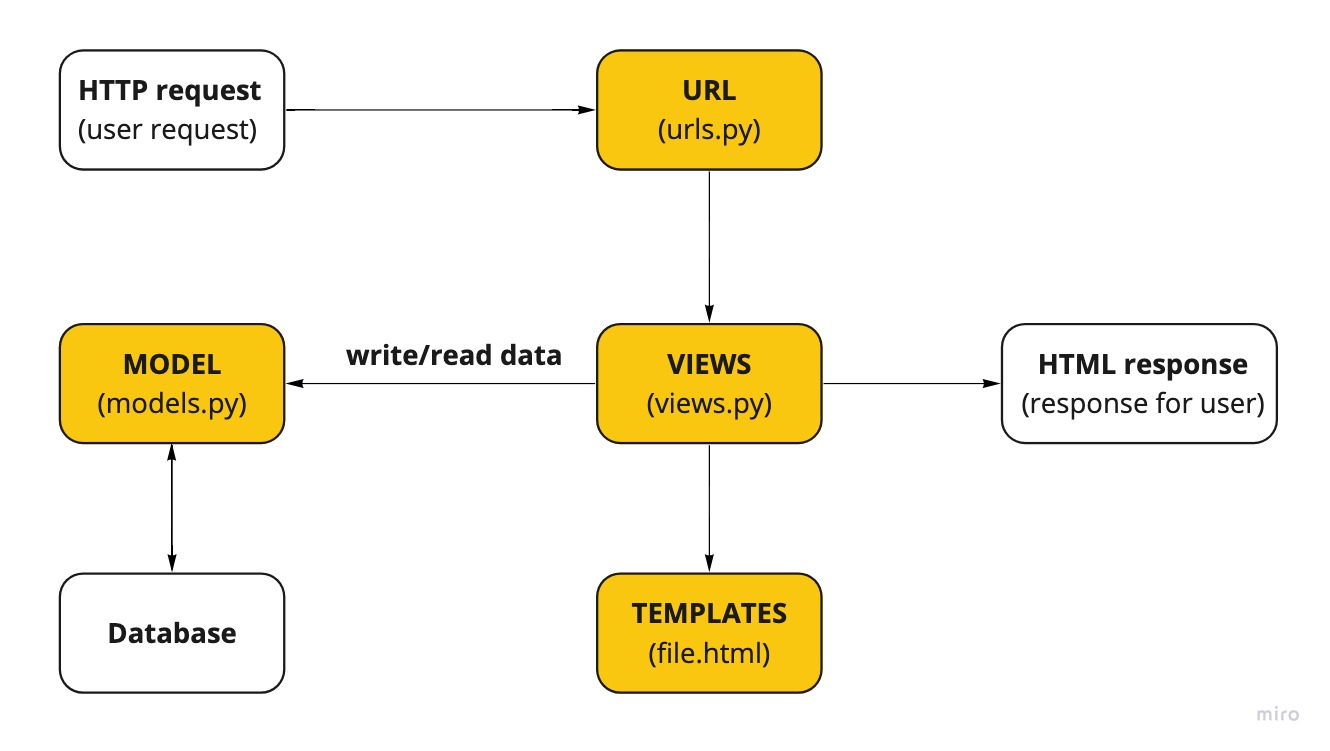 HTTP request
(user request)
URL
(urls.py)
MODEL
(models.py)
write/read data
VIEWS
(views.py)
HTML response
(response for user)
Database
TEMPLATES
(file.html)
miro